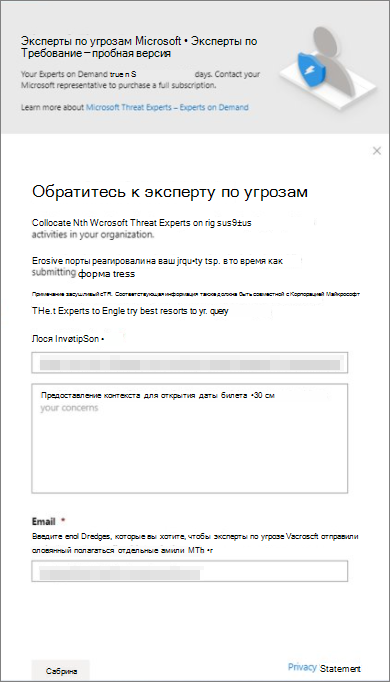 Эксперты по угрозам Microsoft • Эксперты по
Требование – пробная версия
Your Experts on Demand true n S days. Contact your
Microsoft representative to purchase a full subscription.
Learn more about Microsoft Threat Experts – Experts on Demand
Обратитесь к эксперту по угрозам
Collocate Nth Wcrosoft Threat Experts on rig sus9±us
activities in your organization.
Erosive порты реагировали на ваш jrqu•ty tsp. в то время как
submitting форма tress
Примечание засушливый сTR. Соответствующая информация также должна быть совместной с Корпорацией Майкрософт
THe.t Experts to Engle try best resorts to yr. query
Лося InvøtipSon •
Предоставление контекста для открытия даты билета •30 см
your concerns
Email *
Введите enol Dredges, которые вы хотите, чтобы эксперты по угрозе Vacroscft отправили
оловянный полагаться отдельные амили MTh •r
Сабрина
Privacy Statement